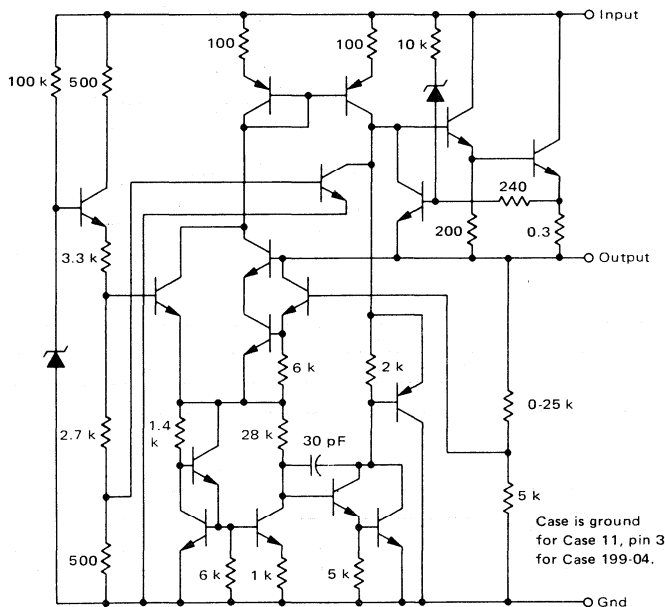 Input
100
100
10 k
100 k
500
240
200
0.3
3.3 k
Output
6 k
2 k
0-25 k
2.7 k
1.4
k
28 k
30 pF
5 k
Case is ground
for Case 11, pin 3
for Case 199-04.
500
6 k
1 k
5 k
Gnd